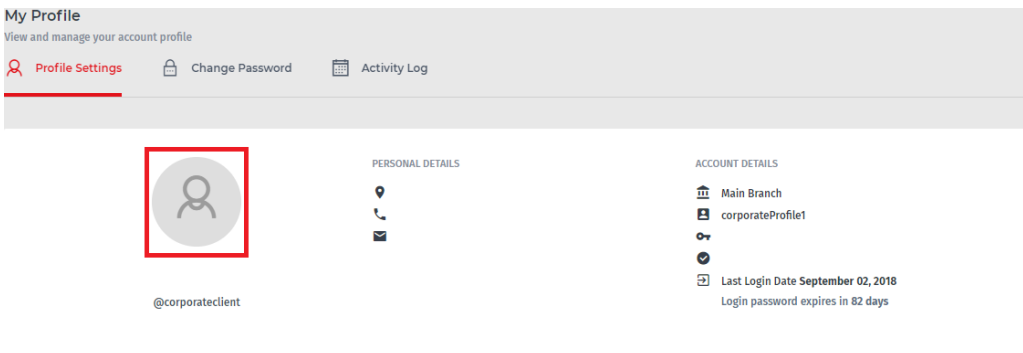 My Profile
View and manage your account profile
Profile Settings
Change Password
Activity Log
@corporateclient
PERSONAL DETAILS
ACCOUNT DETAILS
Main Branch
corporateProfile1
Last Login Date September 02, 2018
Login password expires in 82 days